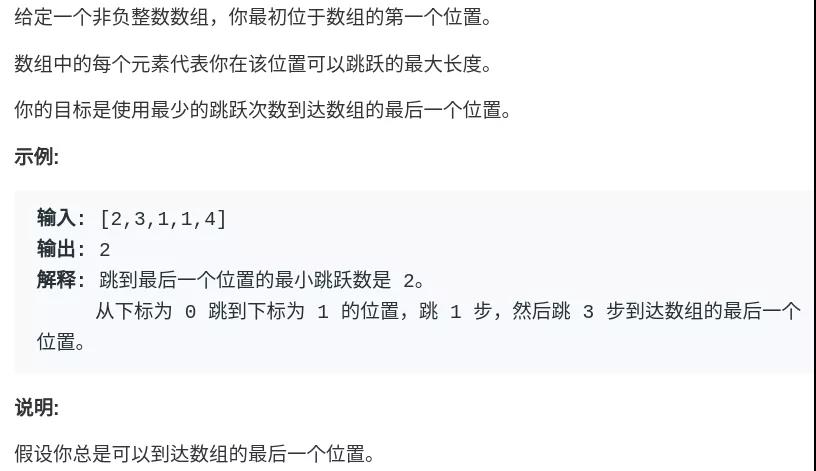 给定一个非负整数数组，你最初位于数组的第一个位置。
数组中的每个元素代表你在该位置可以跳跃的最大长度。
你的目标是使用最少的跳跃次数到达数组的最后一个位置。
示例:
输入: [2,3,1,1,4]
输出: 2
解释: 跳到最后一个位置的最小跳跃数是 2。
从下标为 0 跳到下标为 1 的位置，跳 1 步，然后跳 3 步到达数组的最后一个
位置。
说明:
假设你总是可以到达数组的最后一个位置。